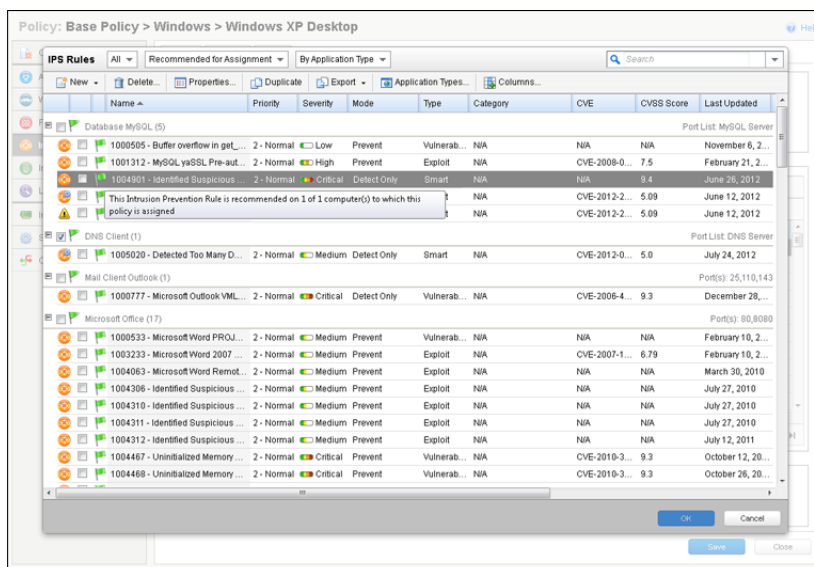 Policy: Base Policy > Windows > Windows XP Desktop
Hel
IPS Rules All Recommended for Assignment By Application Type Search
New Delete... Properties... Duplicate Export Application Types... Columns...
Name Priority Severity Mode Type Category CVE CVSS Score Last Updated
Database MySQL (5) Port List: MySQL Server
1000505 - Buffer overflow in get_... 2 - Normal Low Prevent Vulnerab... N/A N/A N/A November 6, 2...
1001312 - MySQL yaSSL Pre-aut... 2 - Normal High Prevent Exploit N/A CVE-2008-0... 7.5 February 21, 2...
1004901 - Identified Suspicious ... 2 - Normal Critical Detect Only Smart N/A N/A 9.4 June 26, 2012
This Intrusion Prevention Rule is recommended on 1 of 1 computer(s) to which this
policy is assigned
t N/A CVE-2012-2... 5.09 June 12, 2012
t N/A CVE-2012-2... 5.09 June 12, 2012
DNS Client (1) Port List: DNS Server
1005020 - Detected Too Many D... 2 - Normal Medium Detect Only Smart N/A CVE-2012-0... 5.0 July 24, 2012
Mail Client Outlook (1) Port(s): 25,110,143
1000777 - Microsoft Outlook VML... 2 - Normal Critical Detect Only Vulnerab... N/A CVE-2006-4... 9.3 December 28,...
Microsoft Office (17) Port(s): 80,8080
1000533 - Microsoft Word PROJ... 2 - Normal Medium Prevent Vulnerab... N/A N/A N/A February 10, 2...
1003233 - Microsoft Word 2007 ... 2 - Normal Medium Prevent Exploit N/A CVE-2007-1... 6.79 February 10, 2...
1004063 - Microsoft Word Remot... 2 - Normal Medium Prevent Exploit N/A N/A N/A March 30, 2010
1004306 - Identified Suspicious ... 2 - Normal Medium Prevent Exploit N/A N/A N/A July 27, 2010
1004310 - Identified Suspicious ... 2 - Normal Medium Prevent Exploit N/A N/A N/A July 27, 2010
1004311 - Identified Suspicious ... 2 - Normal Medium Prevent Exploit N/A N/A N/A July 27, 2010
1004312 - Identified Suspicious ... 2 - Normal Medium Prevent Exploit N/A N/A N/A July 12, 2011
1004467 - Uninitialized Memory ... 2 - Normal Critical Prevent Vulnerab... N/A CVE-2010-3... 9.3 October 12, 20...
1004468 - Uninitialized Memory ... 2 - Normal Critical Prevent Vulnerab... N/A CVE-2010-3... 9.3 October 26, 20...
OK Cancel
Save Close